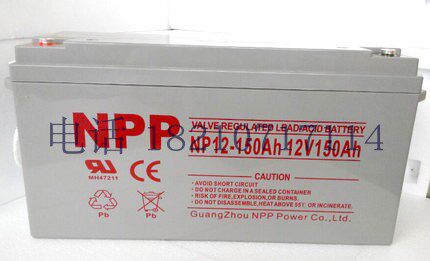 NPP
VALVE REGULATED LEAD/ACID BATTERY
NP12-150Ah 12V150Ah
MH47211
CE
CAUTION:
AVOID SHORT CIRCUIT
DO NOT CHARGE IN A SEALED CONTAINER
RISK OF FIRE, EXPLOSION, OR BURNS.
DO NOT DISASSEMBLE, HEAT ABOVE 55℃ OR INCINERATE.
Pb
Pb
GuangZhou NPP Power Co., Ltd.
电话